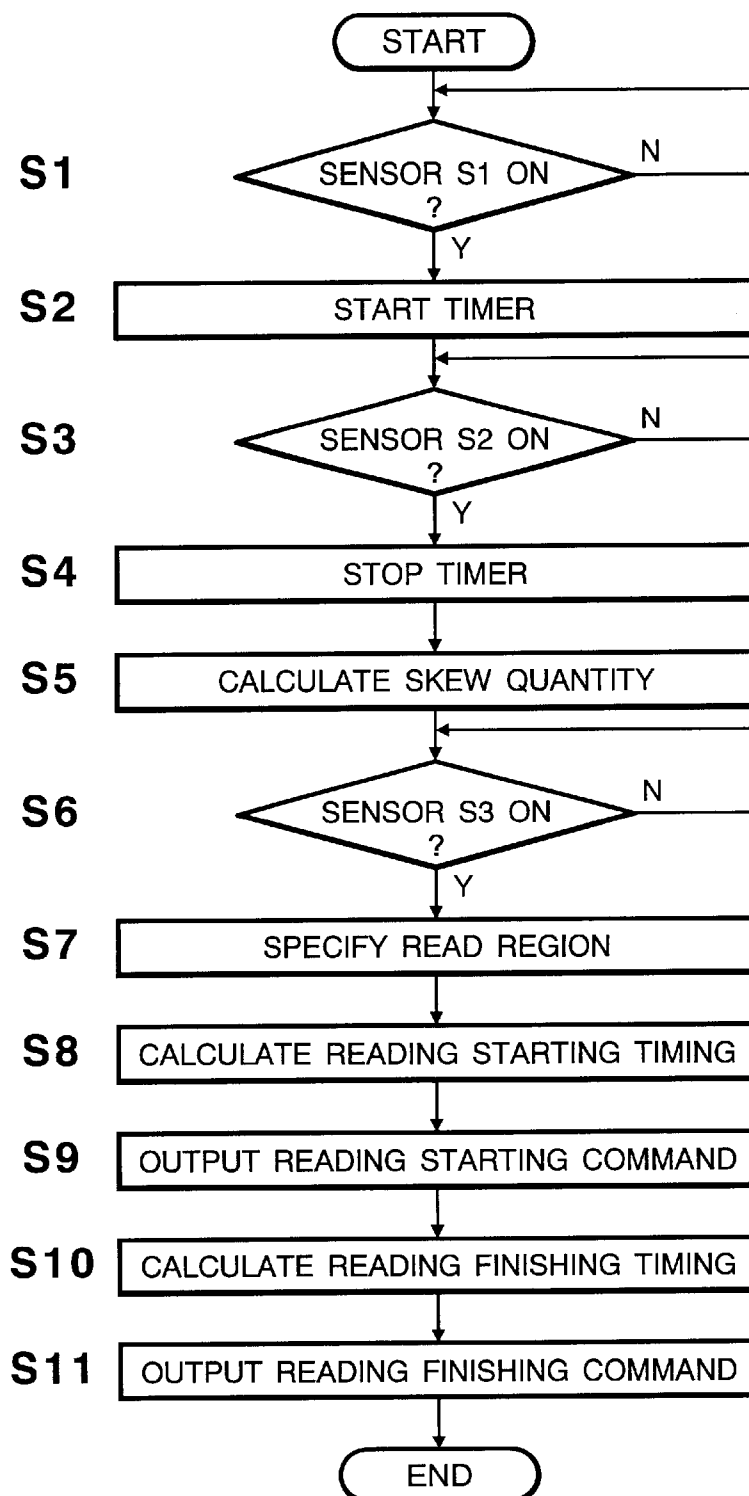 START
S1
SENSOR S1 ON
?
N
Y
S2
START TIMER
S3
SENSOR S2 ON
?
N
Y
S4
STOP TIMER
S5
CALCULATE SKEW QUANTITY
S6
SENSOR S3 ON
?
N
Y
S7
SPECIFY READ REGION
S8
CALCULATE READING STARTING TIMING
S9
OUTPUT READING STARTING COMMAND
S10
CALCULATE READING FINISHING TIMING
S11
OUTPUT READING FINISHING COMMAND
END